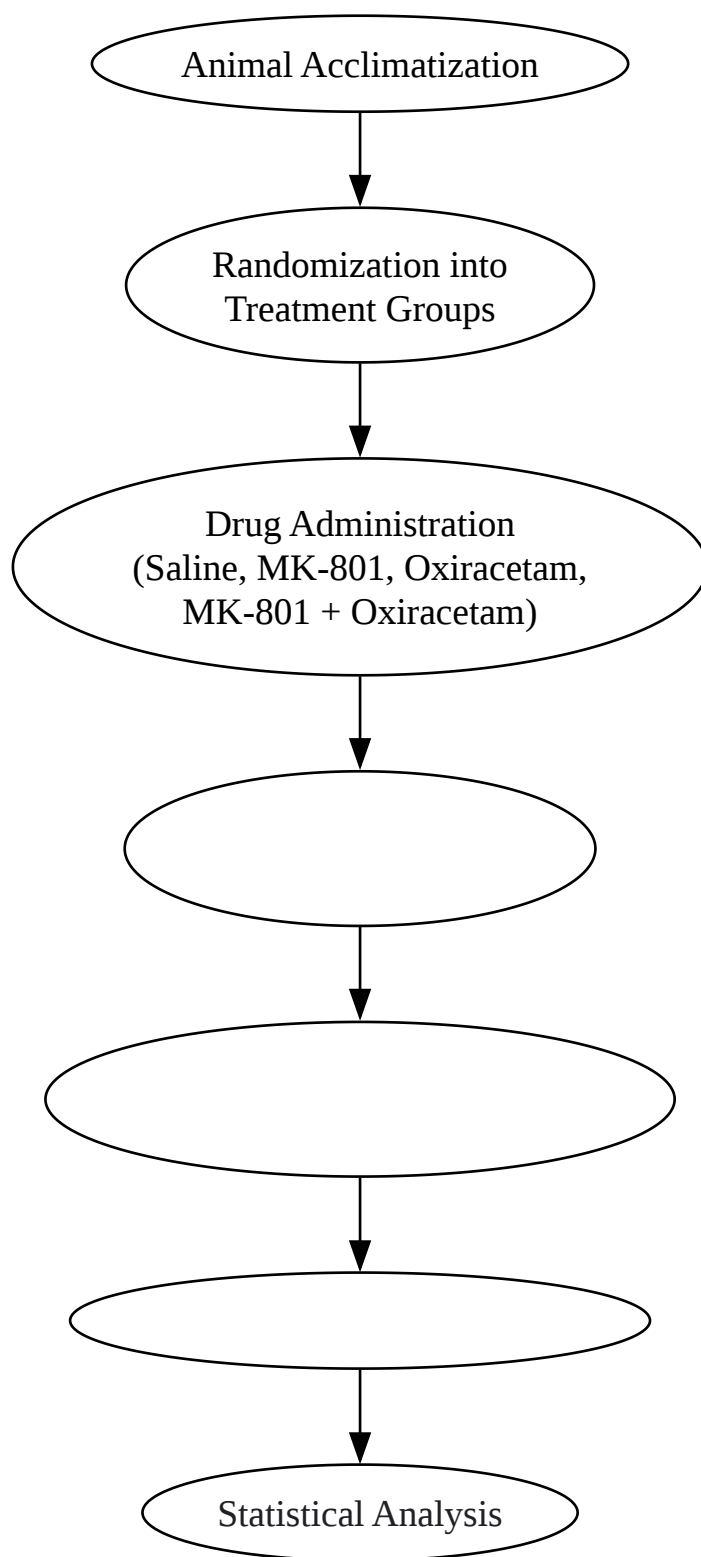 Animal Acclimatization
Randomization into
Treatment Groups
Drug Administration
(Saline, MK-801, Oxiracetam,
MK-801 + Oxiracetam)
Statistical Analysis